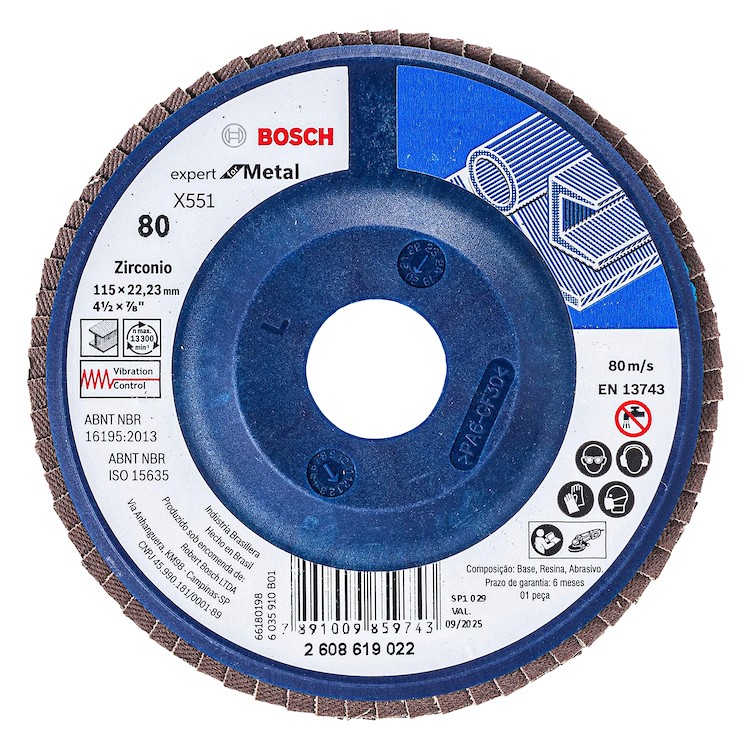 BOSCH
expert for Metal
X551
80
Zirconio
115 × 22,23 mm
4½ × ⅞"
n max.
13300
min⁻¹
Vibration
Control
ABNT NBR
16195:2013
ABNT NBR
ISO 15635
Indústria Brasileira
Hecho en Brasil
Produzido sob encomenda de:
Robert Bosch LTDA
Via Anhanguera, KM98 - Campinas-SP
CNPJ 45.990.181/0001-89
66180198
6 035 910 B01
7 891009 859743
2 608 619 022
80 m/s
EN 13743
Composição: Base, Resina, Abrasivo.
Prazo de garantia: 6 meses
01 peça
SP1 029
VAL.
09/2025
L
>PA6-GF30<